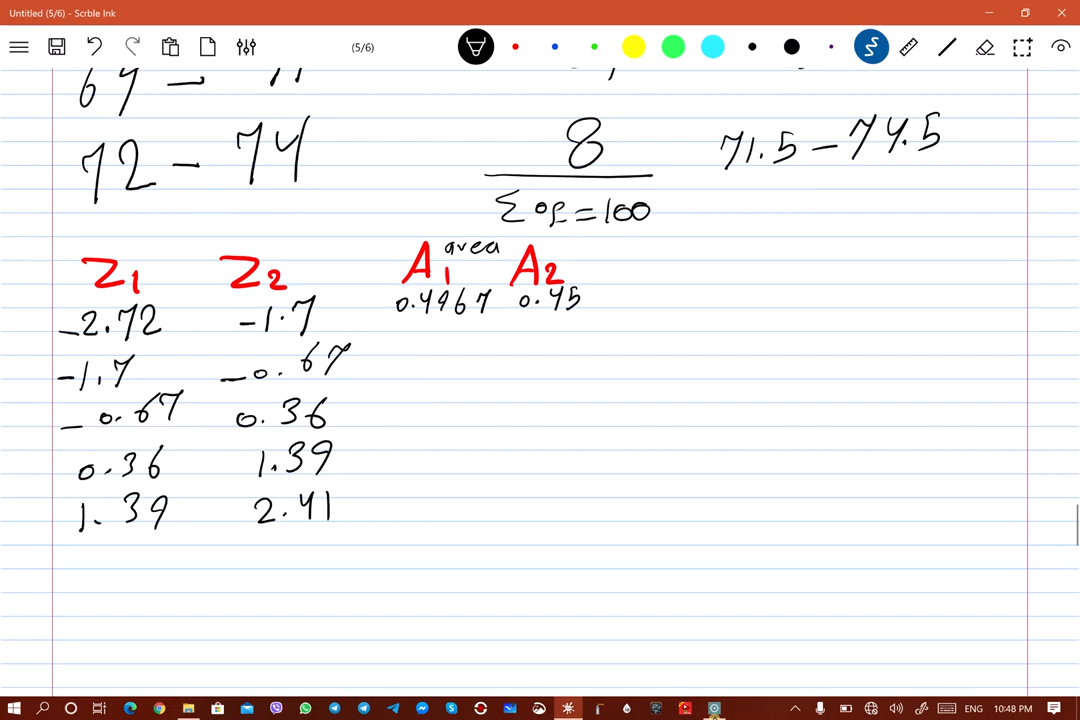 Untitled (5/6) - Scrble Ink
(5/6)
72 - 74 8 71.5 - 74.5
Σ of = 100
Z1 Z2 A1 area A2
-2.72 -1.7 0.4967 0.45
-1.7 -0.67
-0.67 0.36
0.36 1.39
1.39 2.41
ENG 10:48 PM